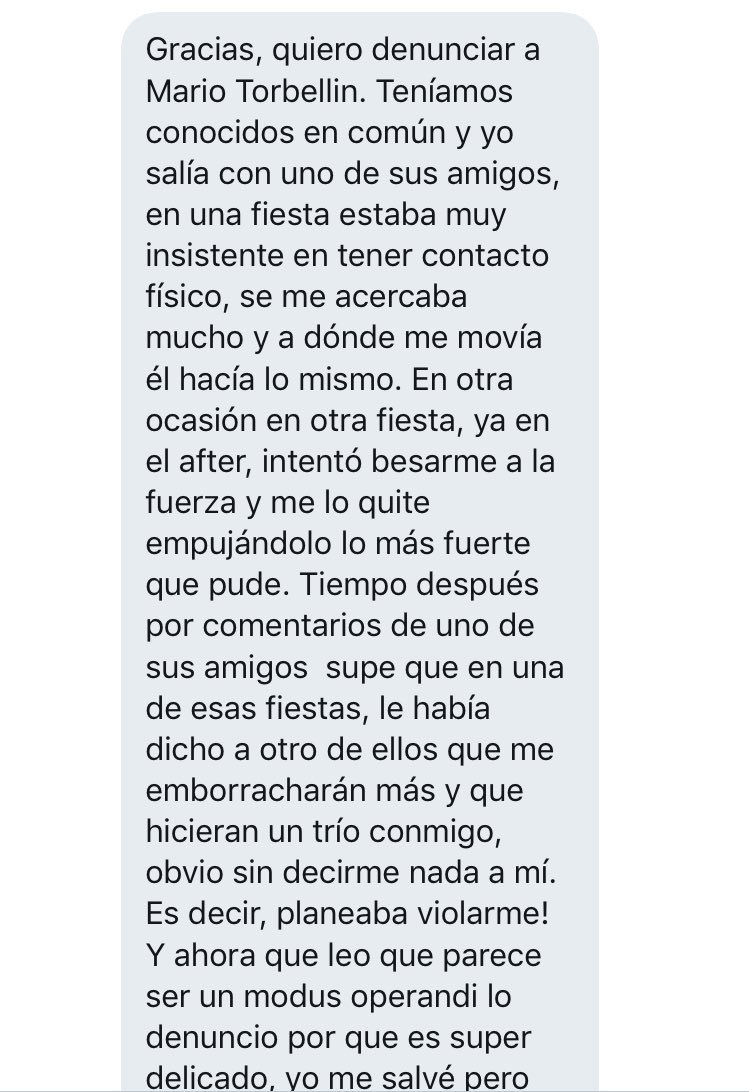 Gracias, quiero denunciar a
Mario Torbellin. Teníamos
conocidos en común y yo
salía con uno de sus amigos,
en una fiesta estaba muy
insistente en tener contacto
físico, se me acercaba
mucho y a dónde me movía
él hacía lo mismo. En otra
ocasión en otra fiesta, ya en
el after, intentó besarme a la
fuerza y me lo quite
empujándolo lo más fuerte
que pude. Tiempo después
por comentarios de uno de
sus amigos  supe que en una
de esas fiestas, le había
dicho a otro de ellos que me
emborracharán más y que
hicieran un trío conmigo,
obvio sin decirme nada a mí.
Es decir, planeaba violarme!
Y ahora que leo que parece
ser un modus operandi lo
denuncio por que es super
delicado, yo me salvé pero